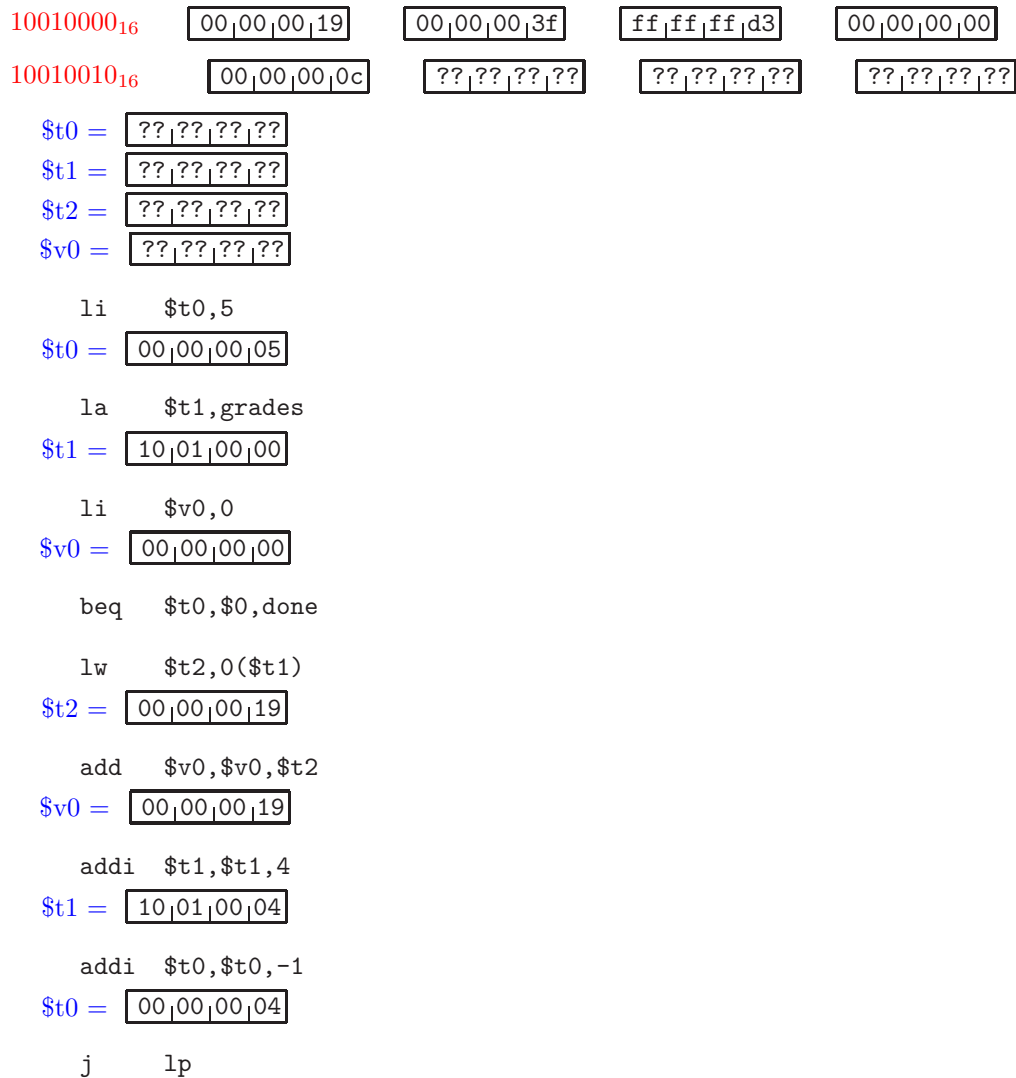 10010000₁₆ 00 00 00 19 00 00 00 3f ff ff ff d3 00 00 00 00
10010010₁₆ 00 00 00 0c ?? ?? ?? ?? ?? ?? ?? ?? ?? ?? ?? ??
$t0 = ?? ?? ?? ??
$t1 = ?? ?? ?? ??
$t2 = ?? ?? ?? ??
$v0 = ?? ?? ?? ??
li $t0,5
$t0 = 00 00 00 05
la $t1,grades
$t1 = 10 01 00 00
li $v0,0
$v0 = 00 00 00 00
beq $t0,$0,done
lw $t2,0($t1)
$t2 = 00 00 00 19
add $v0,$v0,$t2
$v0 = 00 00 00 19
addi $t1,$t1,4
$t1 = 10 01 00 04
addi $t0,$t0,-1
$t0 = 00 00 00 04
j lp